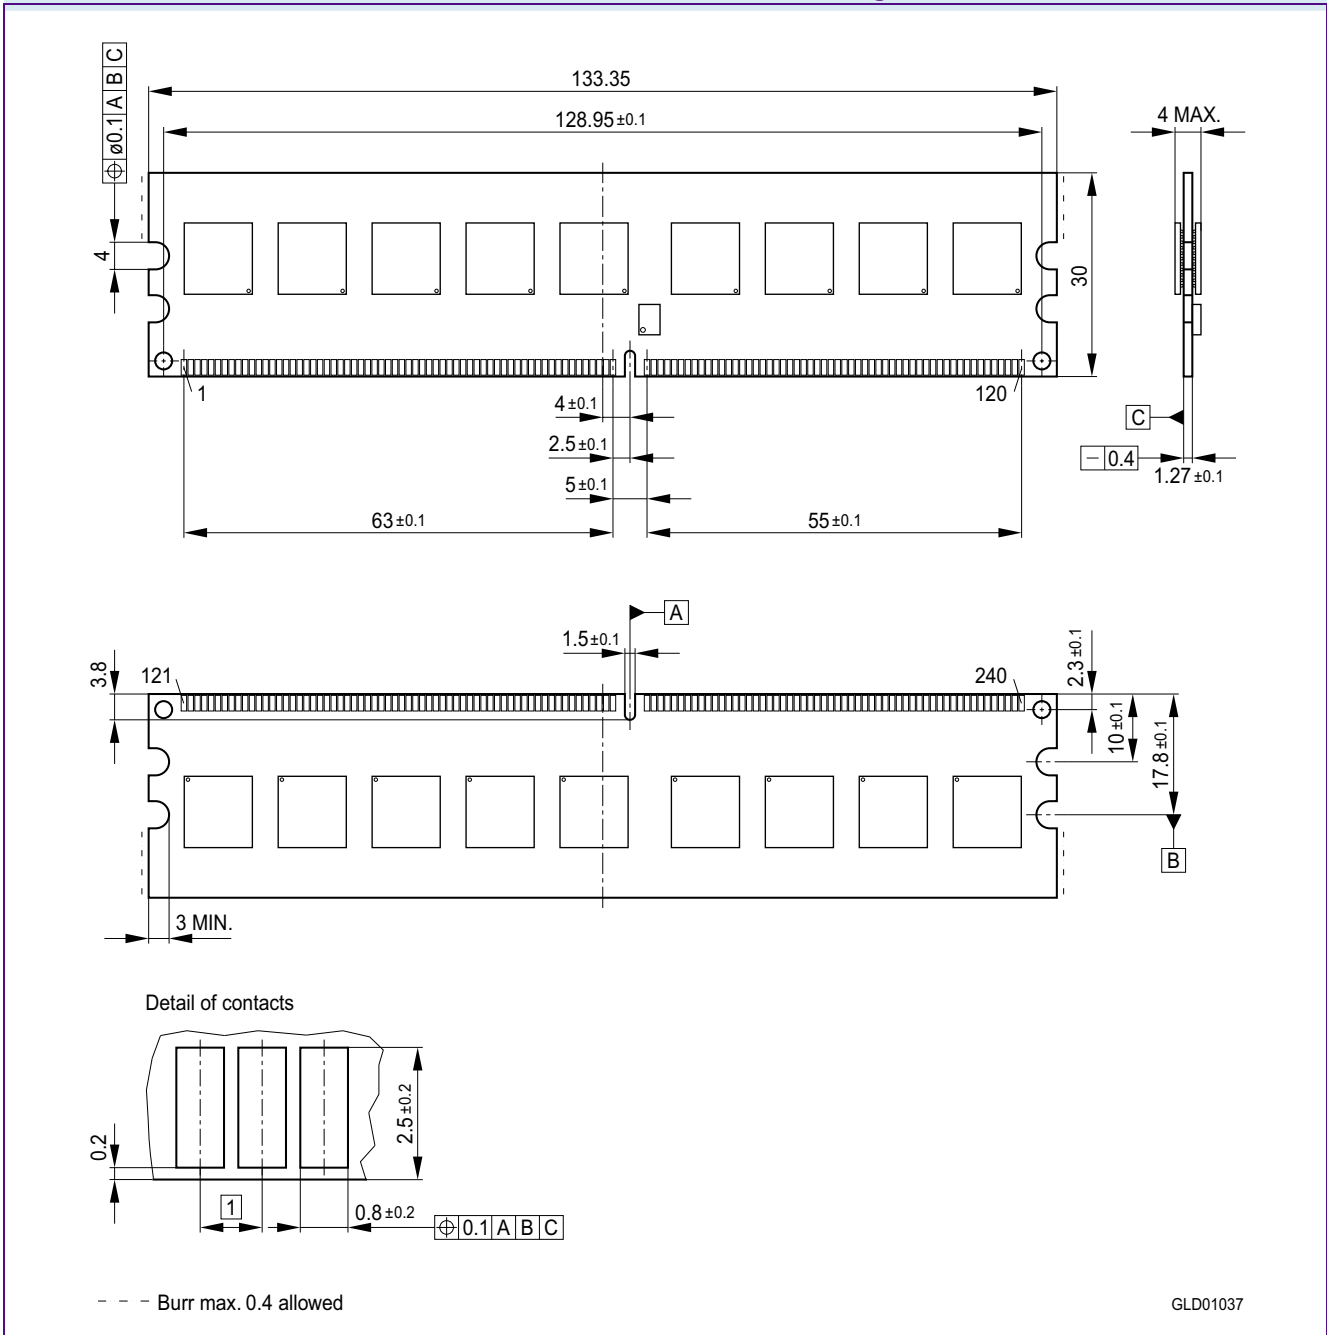 133.35
128.95 ±0.1
4 MAX.
⌖ ø0.1 A B C
4
30
1
120
4 ±0.1
2.5 ±0.1
5 ±0.1
63 ±0.1
55 ±0.1
C
— 0.4
1.27 ±0.1
A
1.5 ±0.1
3.8
121
240
2.3 ±0.1
10 ±0.1
17.8 ±0.1
B
3 MIN.
Detail of contacts
0.2
2.5 ±0.2
1
0.8 ±0.2
⌖ 0.1 A B C
- - - Burr max. 0.4 allowed
GLD01037